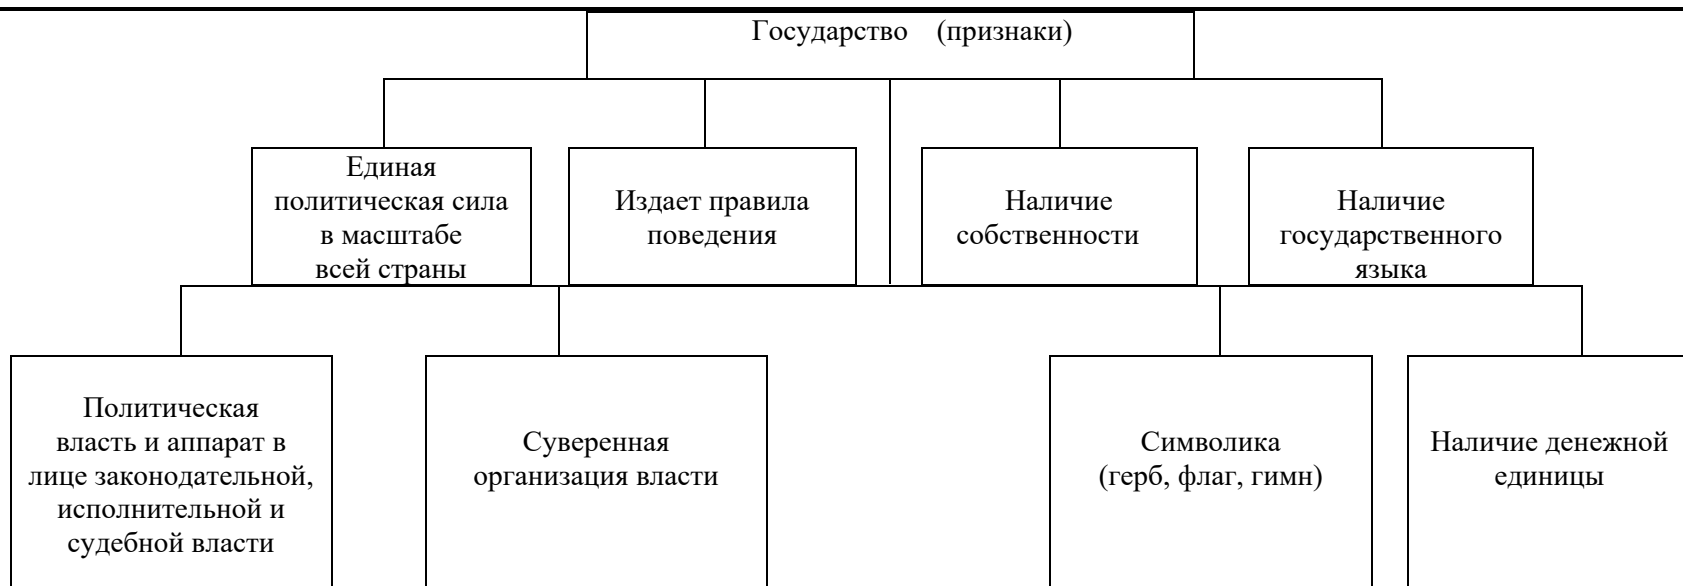 Государство (признаки)
Единая
политическая сила
в масштабе
всей страны
Издает правила
поведения
Наличие
собственности
Наличие
государственного
языка
Политическая
власть и аппарат в
лице законодательной,
исполнительной и
судебной власти
Суверенная
организация власти
Символика
(герб, флаг, гимн)
Наличие денежной
единицы